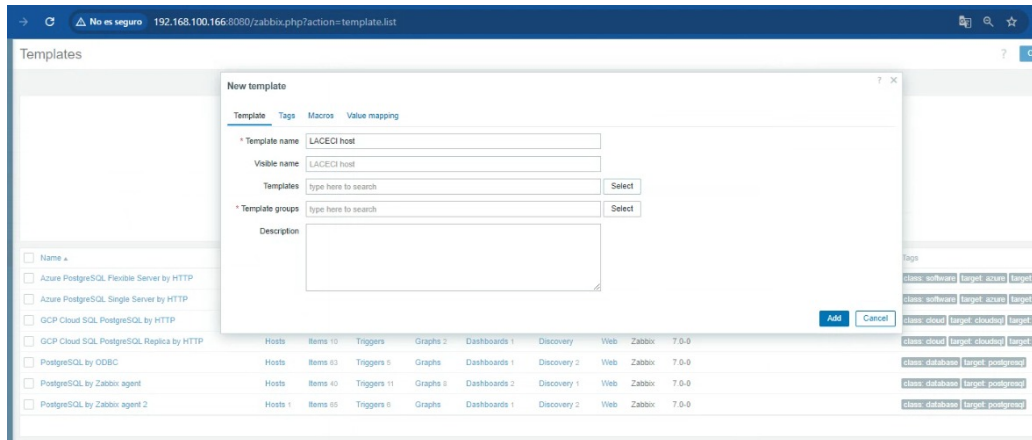 No es seguro 192.168.100.166:8080/zabbix.php?action=template.list
Templates ?
New template ?
Template Tags Macros Value mapping
* Template name LACECI host
Visible name LACECI host
Templates type here to search Select
* Template groups type here to search Select
Description
Add Cancel
Name Tags
Azure PostgreSQL Flexible Server by HTTP class: software target: azure target
Azure PostgreSQL Single Server by HTTP class: software target: azure target
GCP Cloud SQL PostgreSQL by HTTP class: cloud target: cloudsql target
GCP Cloud SQL PostgreSQL Replica by HTTP Hosts Items 10 Triggers Graphs 2 Dashboards 1 Discovery Web Zabbix 7.0-0 class: cloud target: cloudsql target
PostgreSQL by ODBC Hosts Items 63 Triggers 5 Graphs Dashboards 1 Discovery 2 Web Zabbix 7.0-0 class: database target: postgresql
PostgreSQL by Zabbix agent Hosts Items 40 Triggers 11 Graphs 8 Dashboards 2 Discovery 1 Web Zabbix 7.0-0 class: database target: postgresql
PostgreSQL by Zabbix agent 2 Hosts 1 Items 65 Triggers 6 Graphs Dashboards 1 Discovery 2 Web Zabbix 7.0-0 class: database target: postgresql